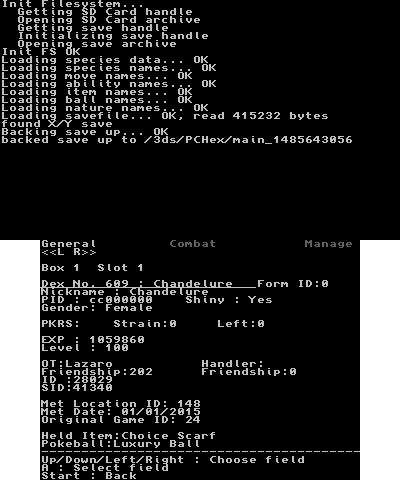 Init Filesystem...
Getting SD Card handle
Opening SD Card archive
Getting save handle
Initializing save handle
Opening save archive
Init FS OK
Loading species data... OK
Loading species names... OK
Loading move names... OK
Loading ability names... OK
Loading item names... OK
Loading ball names... OK
Loading nature names... OK
Loading savefile... OK, read 415232 bytes
found X/Y save
Backing save up... OK
backed save up to /3ds/PCHex/main_1485643056
General Combat Manage
<<L R>>
Box 1 Slot 1
Dex No. 609 : Chandelure Form ID:0
Nickname : Chandelure
PID : cc000000 Shiny : Yes
Gender: Female
PKRS: Strain:0 Left:0
EXP : 1059860
Level : 100
OT:Lazaro Handler:
Friendship:202 Friendship:0
ID :28029
SID:41340
Met Location ID: 148
Met Date: 01/01/2015
Original Game ID: 24
Held Item:Choice Scarf
Pokeball:Luxury Ball
Up/Down/Left/Right : Choose field
A : Select field
Start : Back